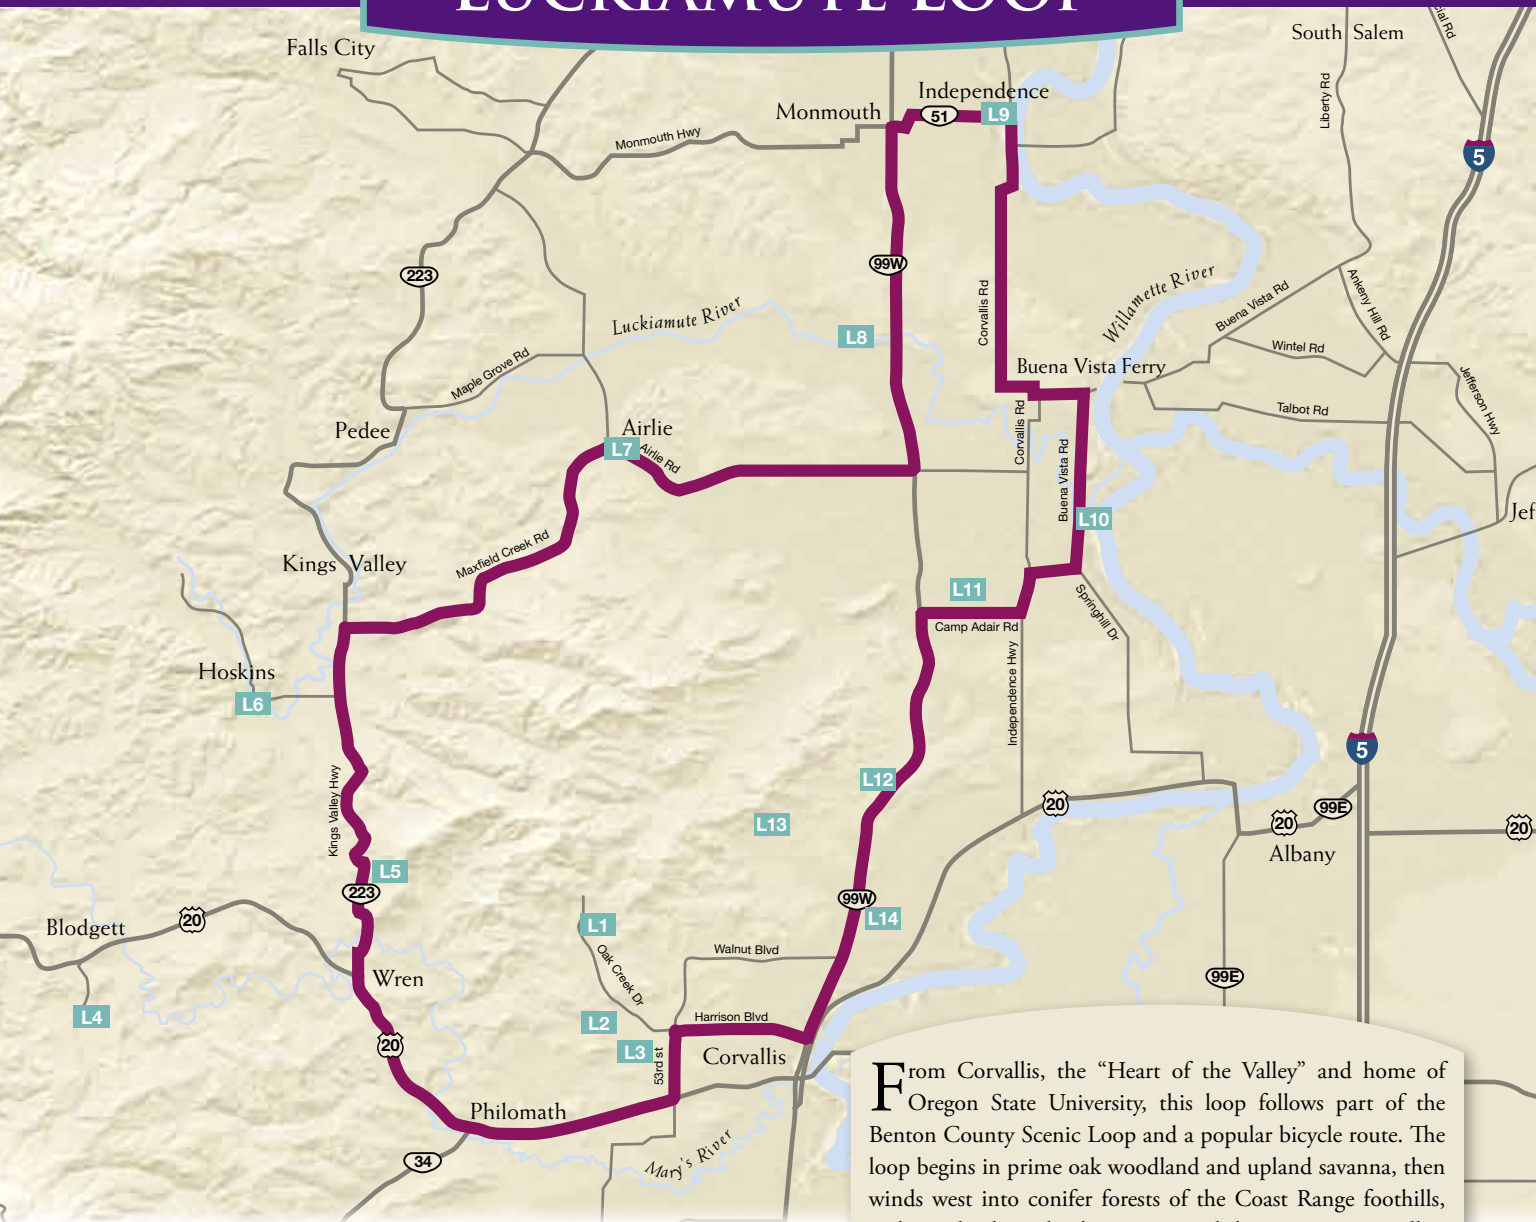 LUCKIAMUTE LOOP
Falls City
South Salem
Independence
Monmouth
51
L9
Liberty Rd
5
Monmouth Hwy
99W
223
Willamette River
Corvallis Rd
Buena Vista Rd
Ankeny Hill Rd
Luckiamute River
L8
Wintel Rd
Maple Grove Rd
Buena Vista Ferry
Jefferson Hwy
Talbot Rd
Pedee
Airlie
L7
Airlie Rd
Corvallis Rd
Buena Vista Rd
L10
Kings Valley
Maxfield Creek Rd
L11
Camp Adair Rd
Springhill Dr
Hoskins
L6
Independence Hwy
5
L12
Kings Valley Hwy
L13
20
99E
20
20
Albany
L5
223
99W
L14
Blodgett
20
L1
Oak Creek Dr
Walnut Blvd
Wren
99E
L4
L2
Harrison Blvd
20
L3
53rd st
Corvallis
Philomath
34
Mary's River
From Corvallis, the “Heart of the Valley” and home of
Oregon State University, this loop follows part of the
Benton County Scenic Loop and a popular bicycle route. The
loop begins in prime oak woodland and upland savanna, then
winds west into conifer forests of the Coast Range foothills,